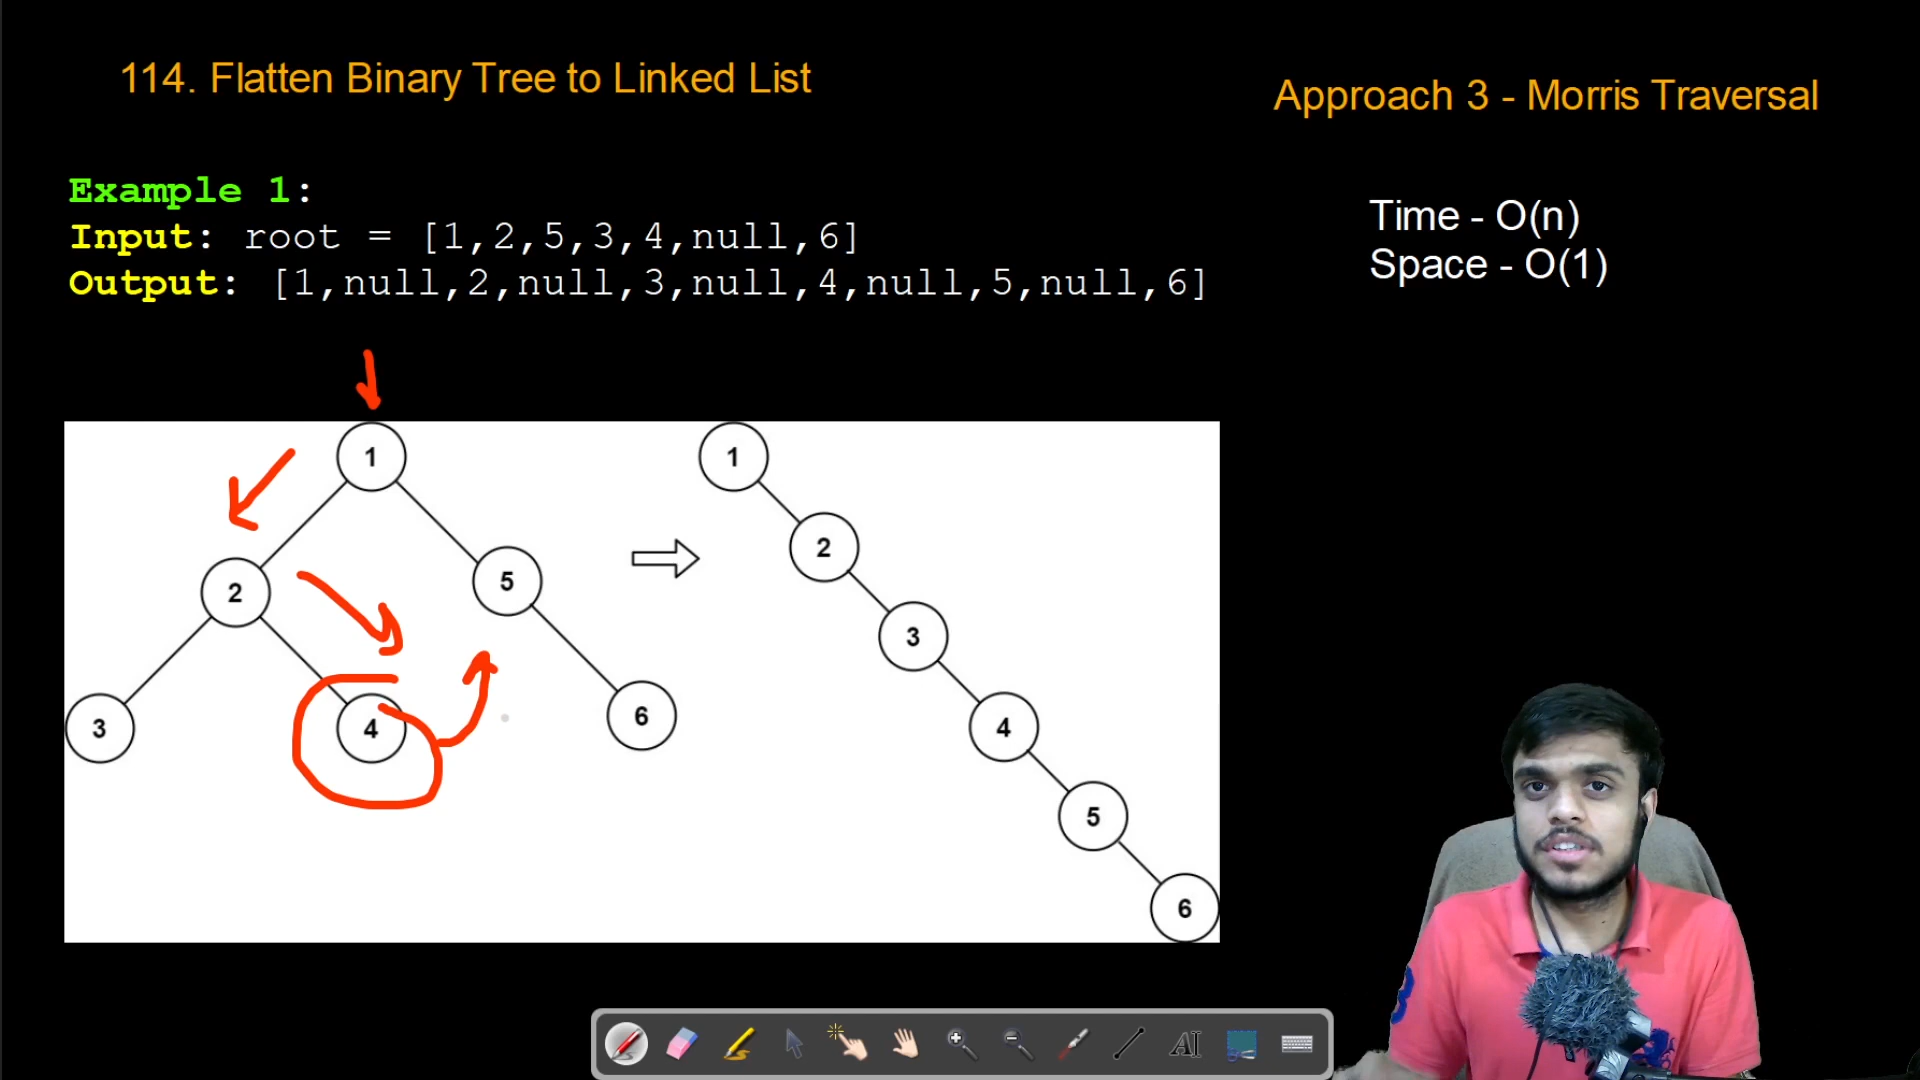 114. Flatten Binary Tree to Linked List
Approach 3 - Morris Traversal
Example 1:
Input: root = [1,2,5,3,4,null,6]
Output: [1,null,2,null,3,null,4,null,5,null,6]
Time - O(n)
Space - O(1)
1
2
5
3
4
6
1
2
3
4
5
6
AI